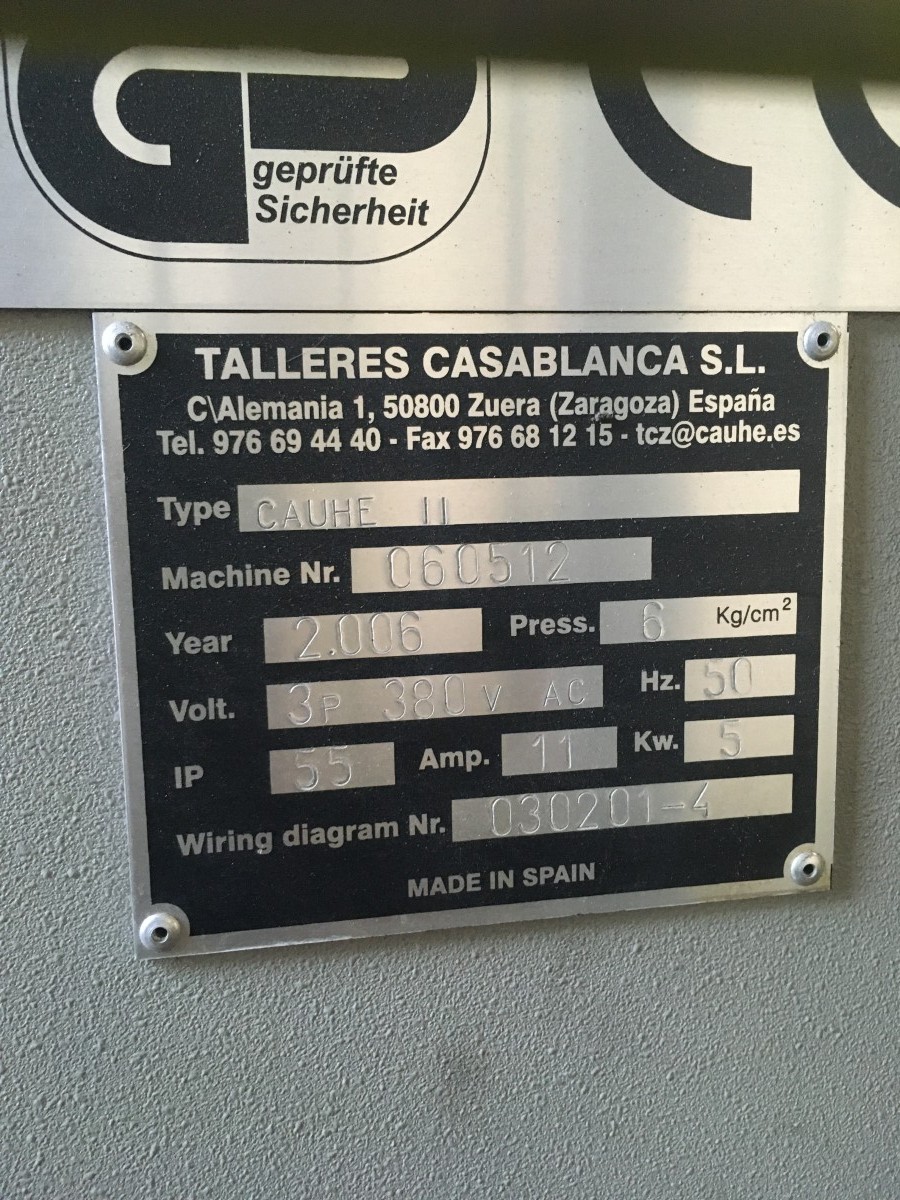 geprüfte
Sicherheit
TALLERES CASABLANCA S.L.
C\Alemania 1, 50800 Zuera (Zaragoza) España
Tel. 976 69 44 40 - Fax 976 68 12 15 - tcz@cauhe.es
Type CAUHE II
Machine Nr. 060512
Year 2.006 Press. 6 Kg/cm²
Volt. 3P 380V AC Hz. 50
IP 55 Amp. 11 Kw. 5
Wiring diagram Nr. 030201-4
MADE IN SPAIN